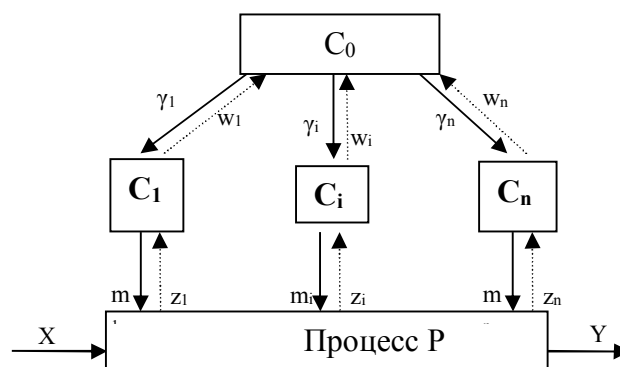 C₀
γ₁ w₁ γᵢ wᵢ γₙ wₙ
C₁ Cᵢ Cₙ
m z₁ mᵢ zᵢ m zₙ
X Процесс P Y